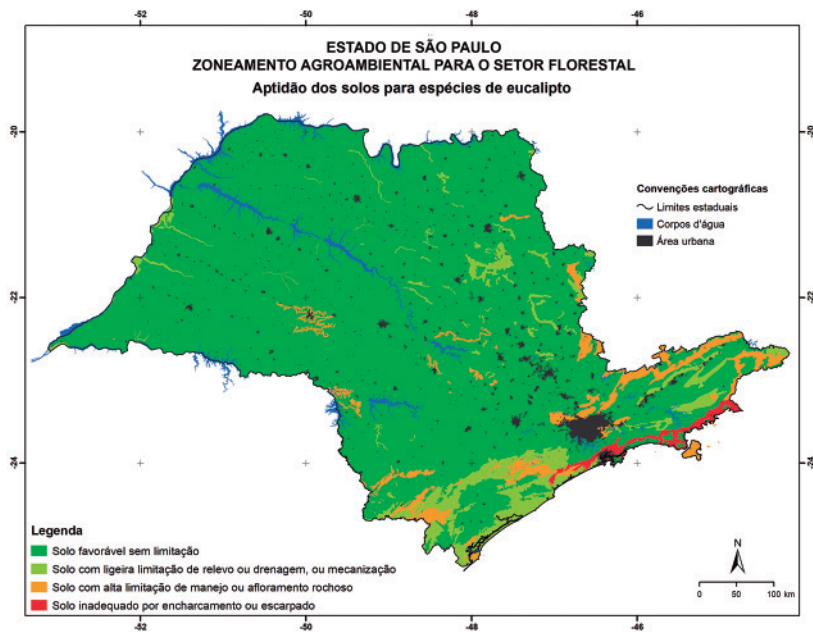 -52
-50
-48
-46
ESTADO DE SÃO PAULO
ZONEAMENTO AGROAMBIENTAL PARA O SETOR FLORESTAL
Aptidão dos solos para espécies de eucalipto
-20
-20
Convenções cartográficas
Limites estaduais
Corpos d'água
Área urbana
-22
-22
-24
-24
Legenda
Solo favorável sem limitação
Solo com ligeira limitação de relevo ou drenagem, ou mecanização
Solo com alta limitação de manejo ou afloramento rochoso
Solo inadequado por encharcamento ou escarpado
N
0 50 100 km
-52
-50
-48
-46